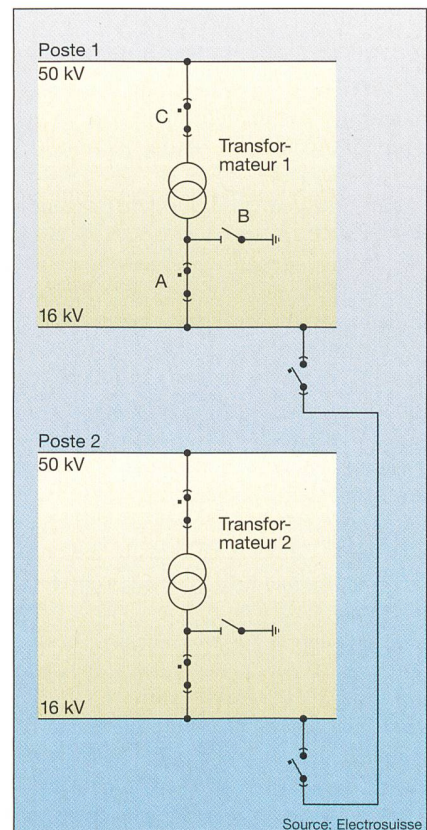 Poste 1
50 kV
C
Transfor-
mateur 1
B
A
16 kV
Poste 2
50 kV
Transfor-
mateur 2
16 kV
Source: Electrosuisse